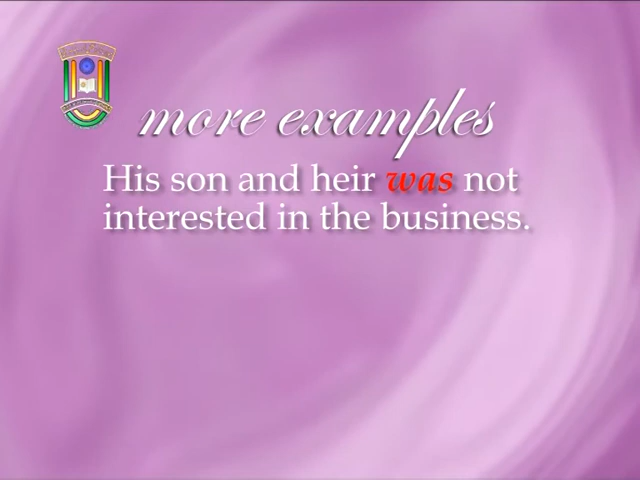 more examples
His son and heir was not
interested in the business.